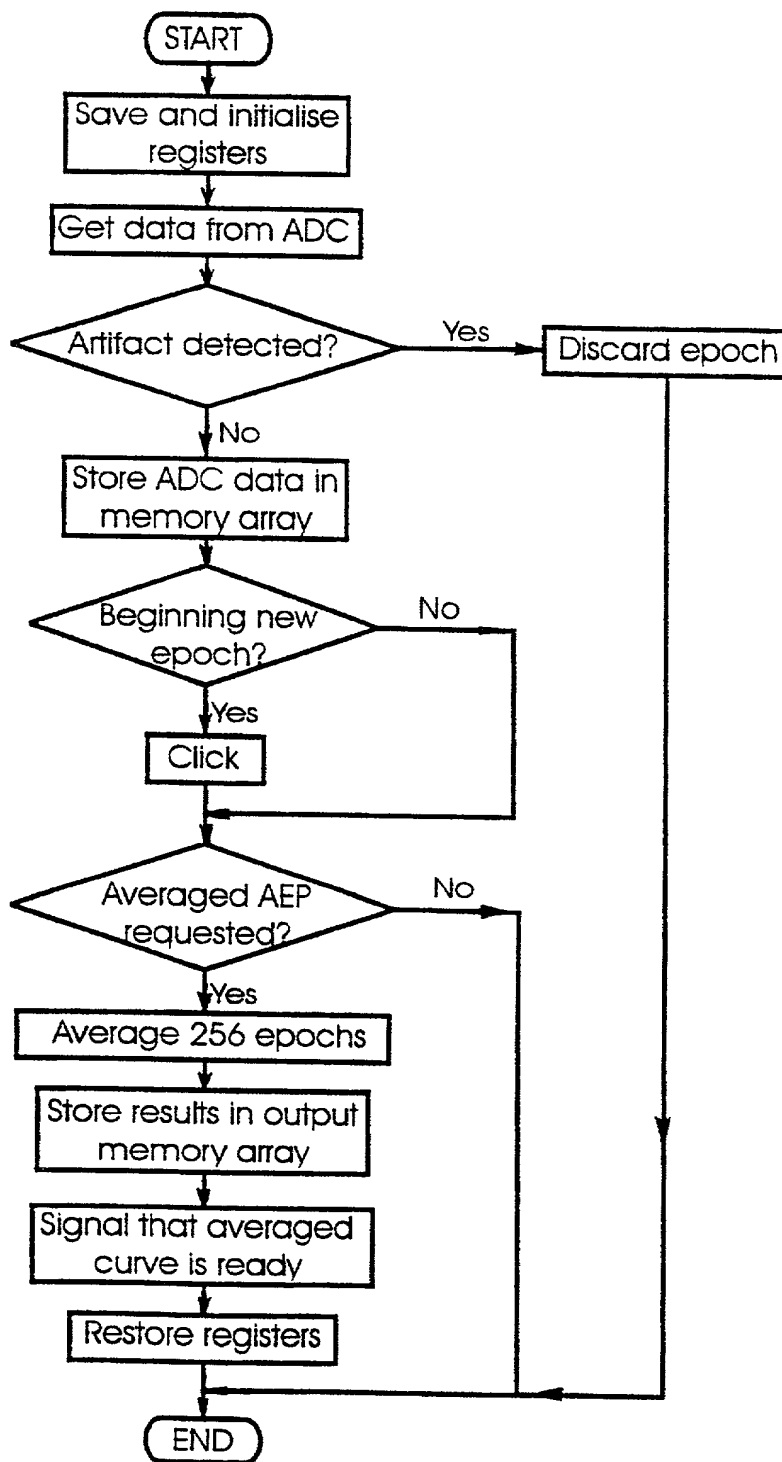 START
Save and initialise
registers
Get data from ADC
Artifact detected?
Yes
Discard epoch
No
Store ADC data in
memory array
Beginning new
epoch?
No
Yes
Click
Averaged AEP
requested?
No
Yes
Average 256 epochs
Store results in output
memory array
Signal that averaged
curve is ready
Restore registers
END